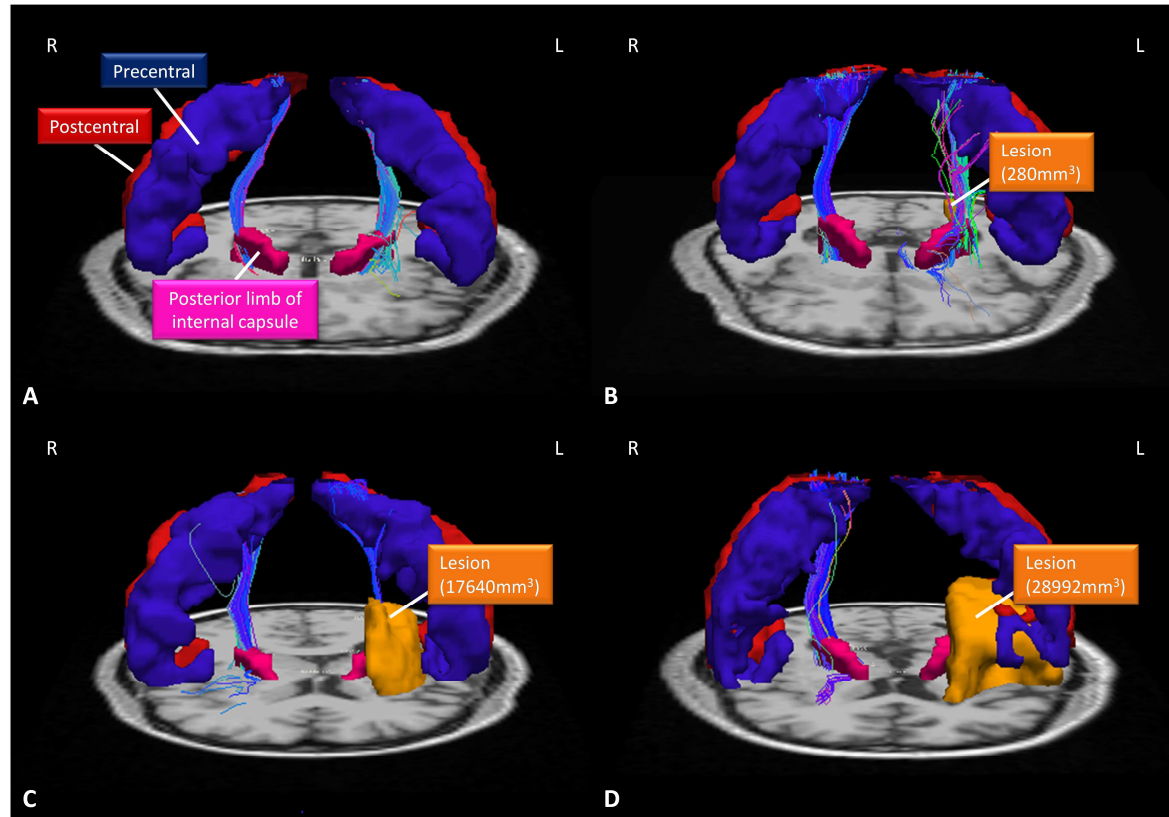 R
L
Precentral
Postcentral
Posterior limb of
internal capsule
A
R
L
Lesion
(280mm³)
B
R
L
Lesion
(17640mm³)
C
R
L
Lesion
(28992mm³)
D